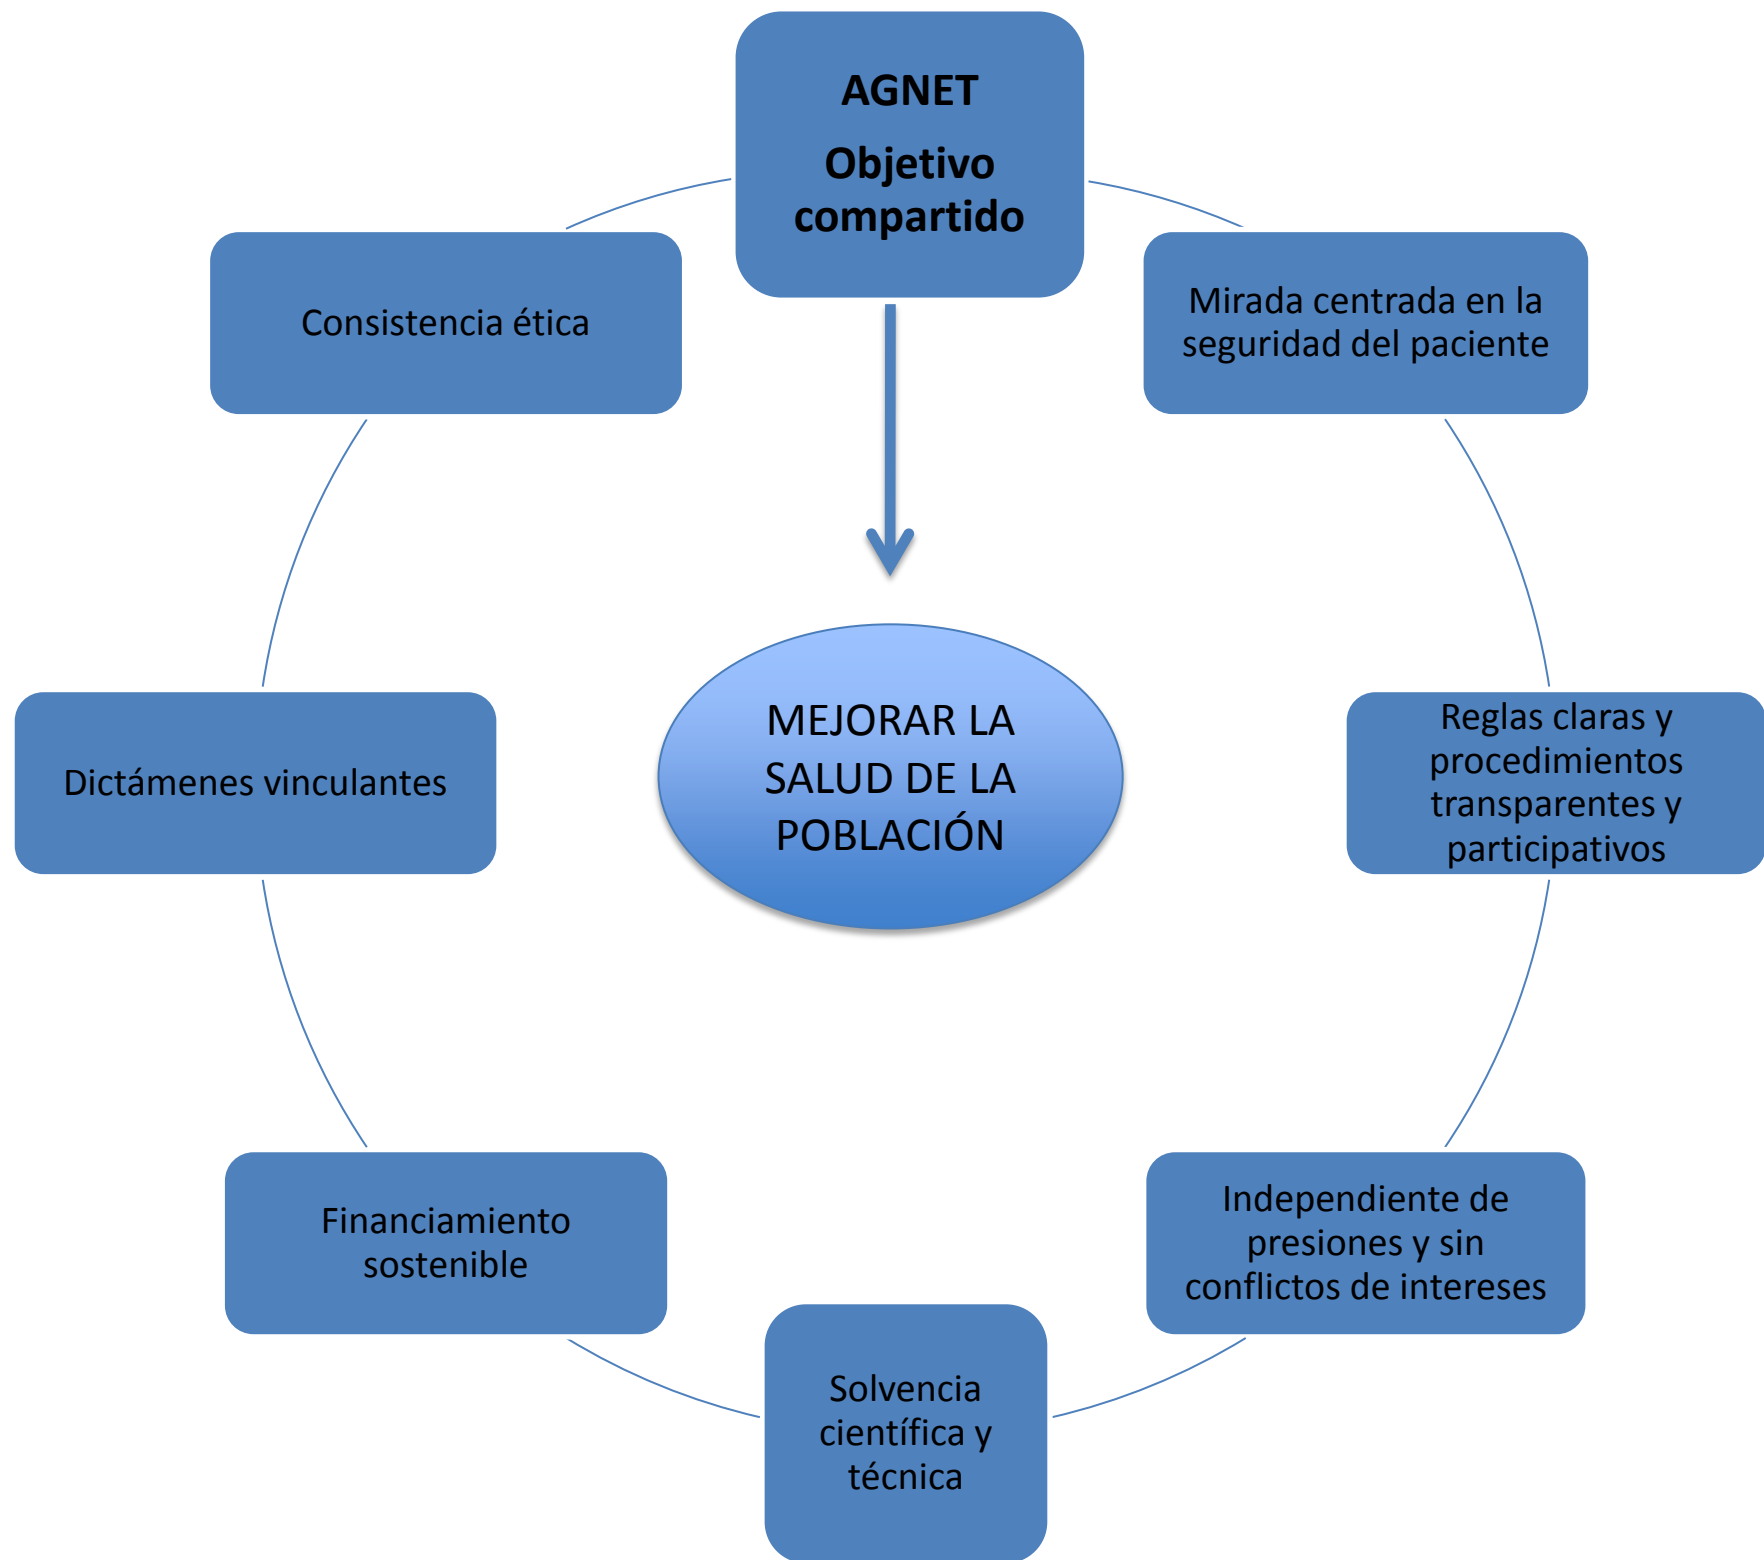 AGNET
Objetivo
compartido
Consistencia ética
Mirada centrada en la
seguridad del paciente
Dictámenes vinculantes
MEJORAR LA
SALUD DE LA
POBLACIÓN
Reglas claras y
procedimientos
transparentes y
participativos
Financiamiento
sostenible
Independiente de
presiones y sin
conflictos de intereses
Solvencia
científica y
técnica